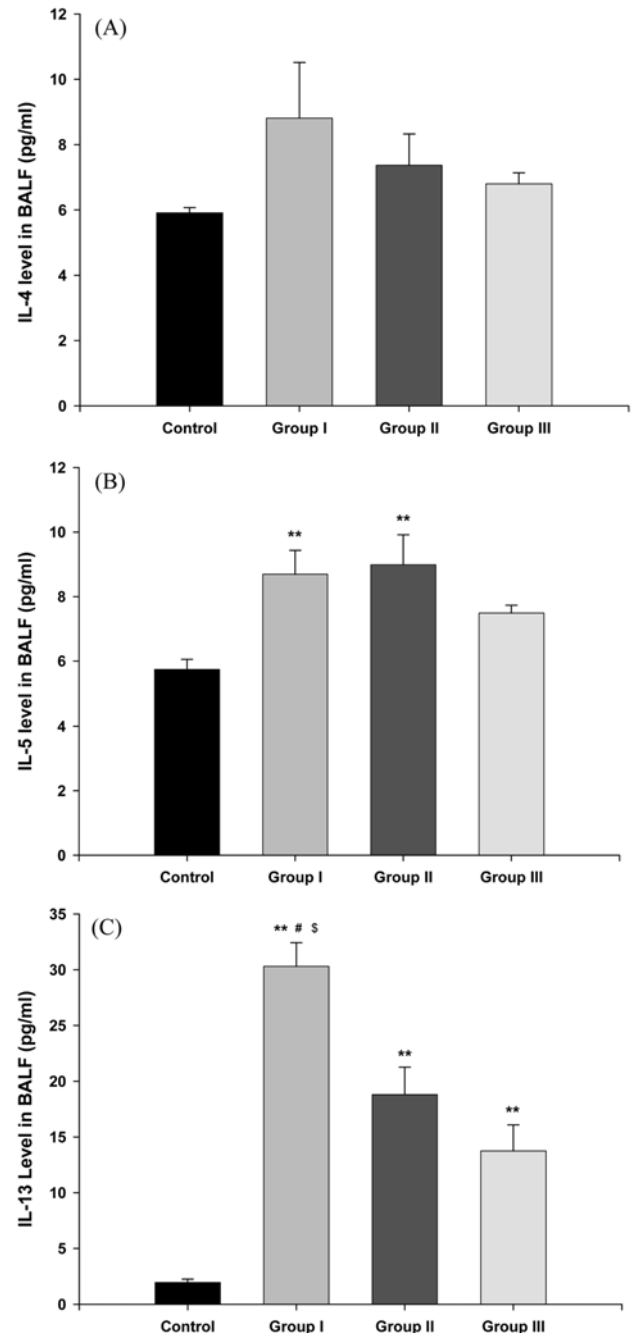 (A)
IL-4 level in BALF (pg/ml)
12
10
8
6
4
2
0
Control Group I Group II Group III
(B)
IL-5 level in BALF (pg/ml)
12
10
8
6
4
2
0
** **
Control Group I Group II Group III
(C)
IL-13 Level in BALF (pg/ml)
35
30
25
20
15
10
5
0
** # $
**
**
Control Group I Group II Group III